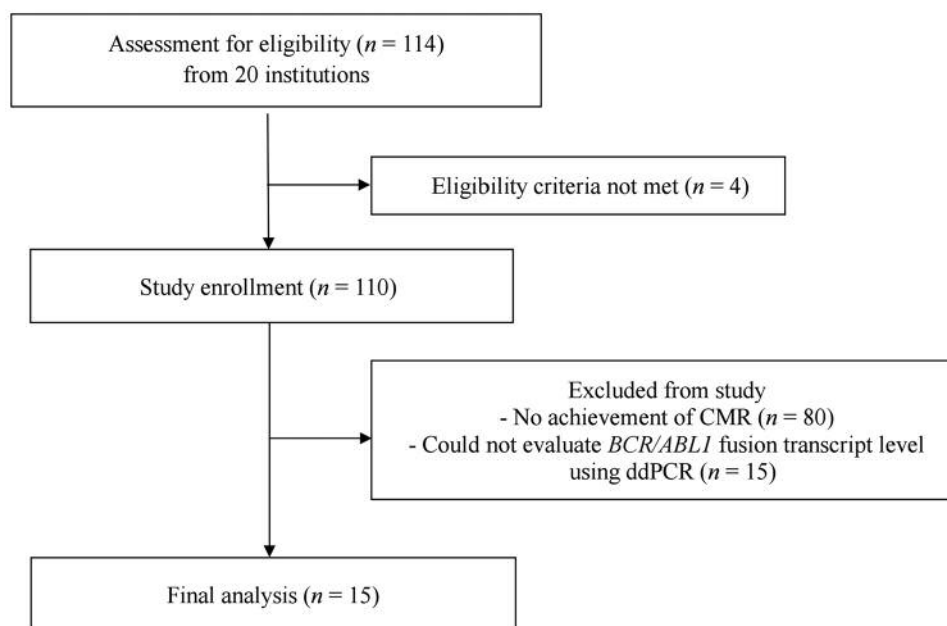 Assessment for eligibility (n = 114)
from 20 institutions
Eligibility criteria not met (n = 4)
Study enrollment (n = 110)
Excluded from study
- No achievement of CMR (n = 80)
- Could not evaluate BCR/ABL1 fusion transcript level
using ddPCR (n = 15)
Final analysis (n = 15)